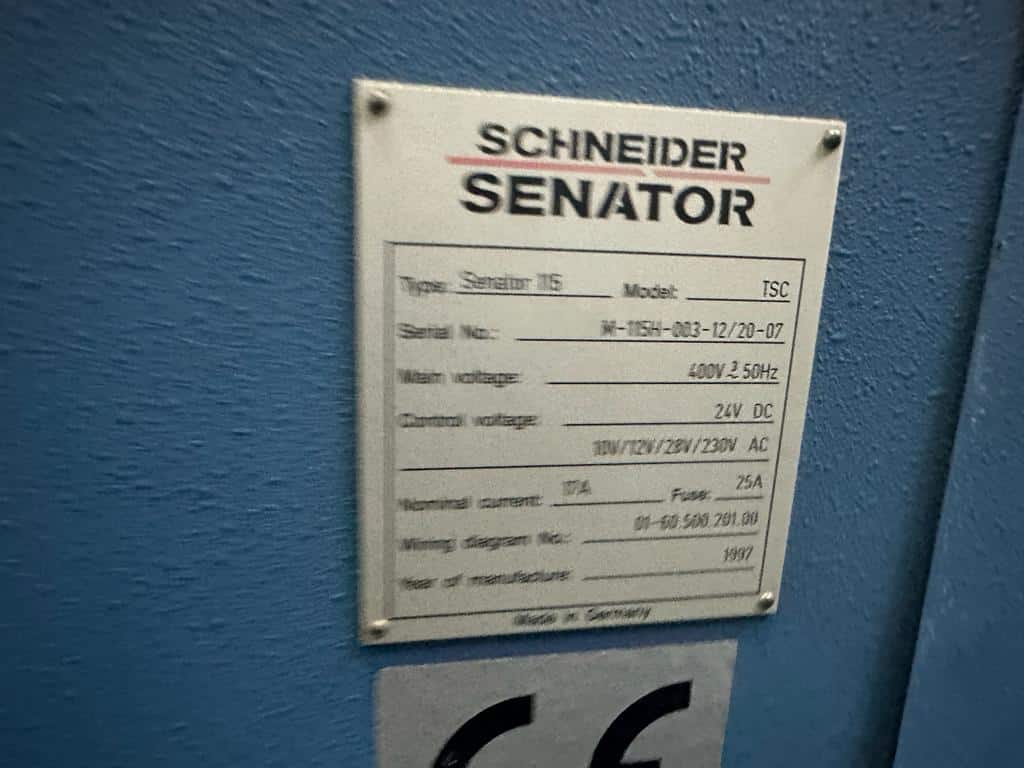 SCHNEIDER
SENATOR
Type: Senator 115 Model: TSC
Serial No.: M-115H-003-12/20-07
Main voltage: 400V 3~ 50Hz
Control voltage: 24V DC
10V/12V/28V/230V AC
Nominal current: 17A Fuse: 25A
Wiring diagram No.: 01-60.500.201.00
Year of manufacture: 1997
Made in Germany
CE